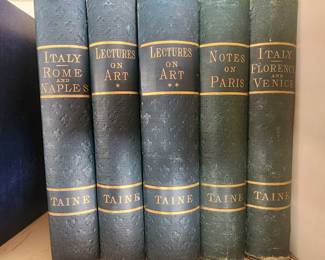 ITALY
ROME
AND
NAPLES
TAINE
LECTURES
ON
ART
*
TAINE
LECTURES
ON
ART
**
TAINE
NOTES
ON
PARIS
TAINE
ITALY
FLORENCE
AND
VENICE
TAINE